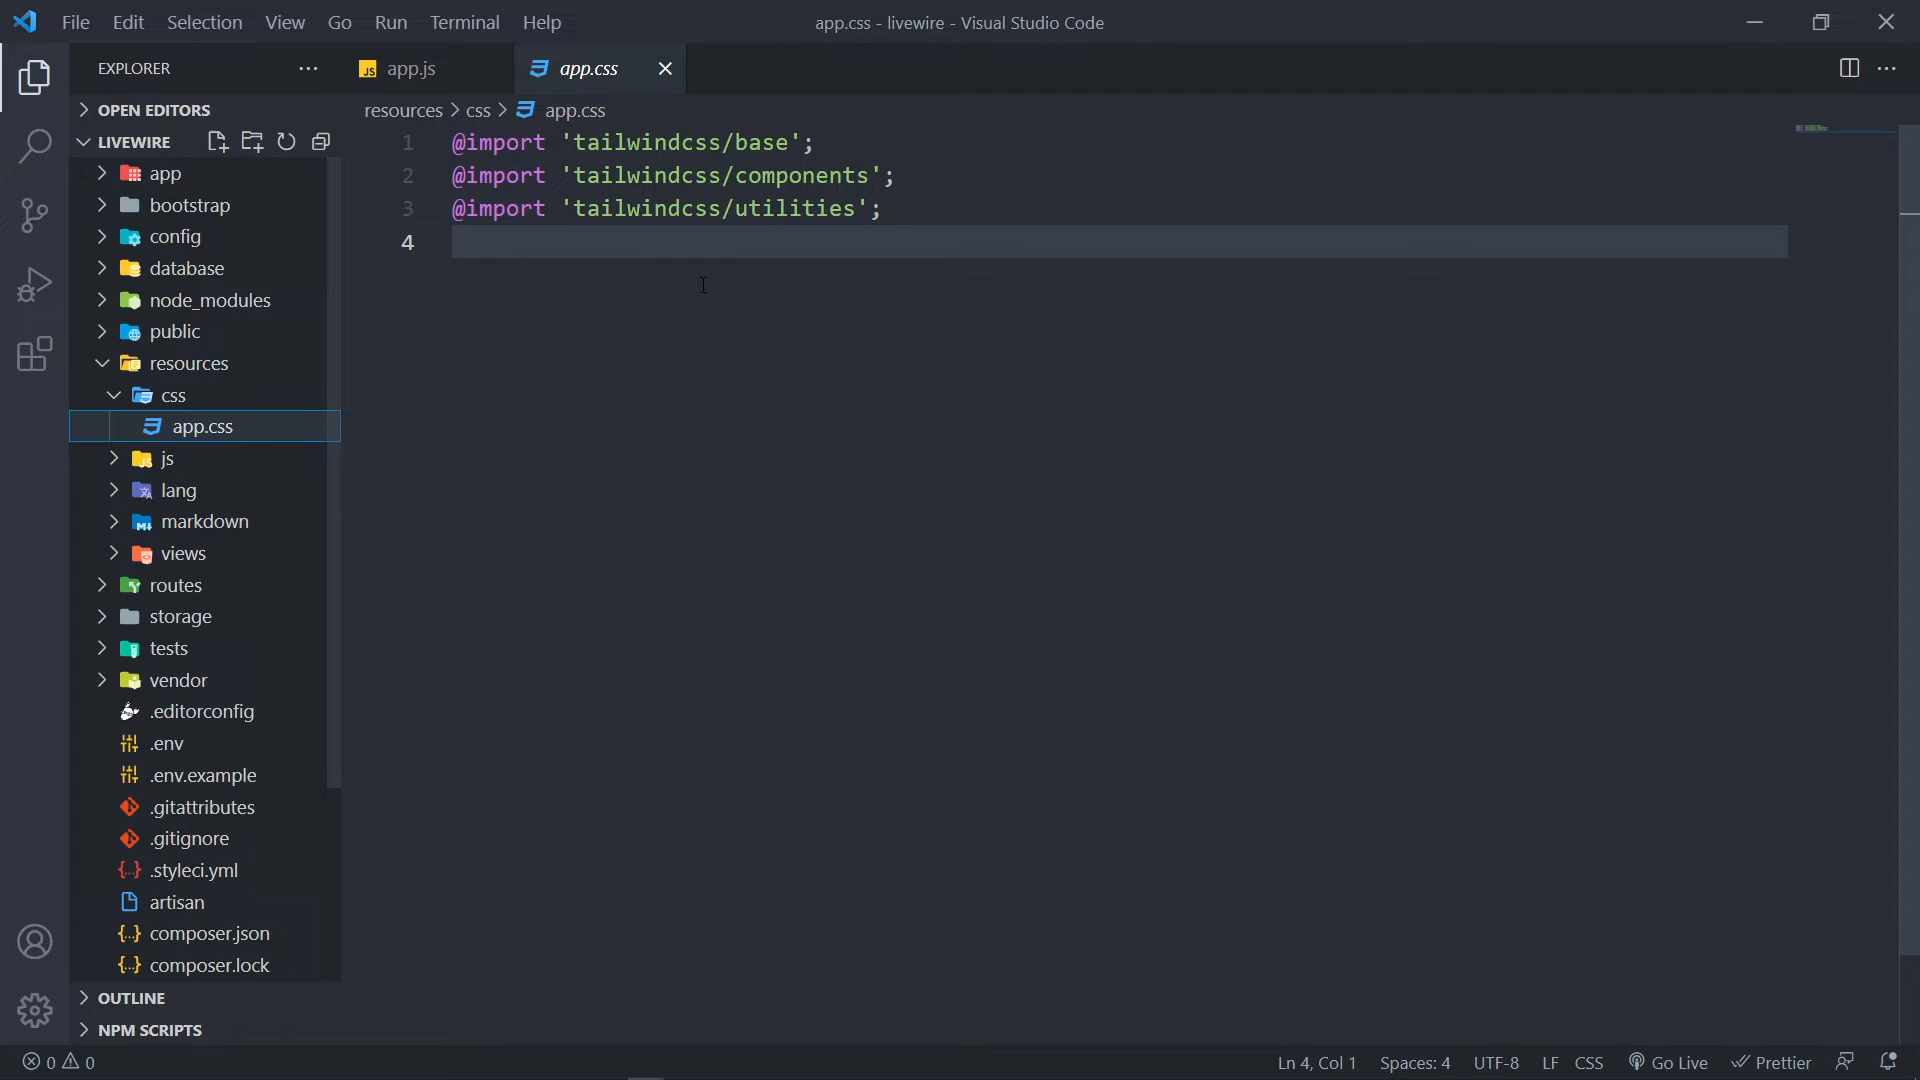 File Edit Selection View Go Run Terminal Help
app.css - livewire - Visual Studio Code
EXPLORER
app.js
app.css
OPEN EDITORS
resources > css > app.css
LIVEWIRE
1 @import 'tailwindcss/base';
2 @import 'tailwindcss/components';
3 @import 'tailwindcss/utilities';
4
app
bootstrap
config
database
node_modules
public
resources
css
app.css
js
lang
markdown
views
routes
storage
tests
vendor
.editorconfig
.env
.env.example
.gitattributes
.gitignore
.styleci.yml
artisan
composer.json
composer.lock
OUTLINE
NPM SCRIPTS
0 0
Ln 4, Col 1 Spaces: 4 UTF-8 LF CSS Go Live Prettier